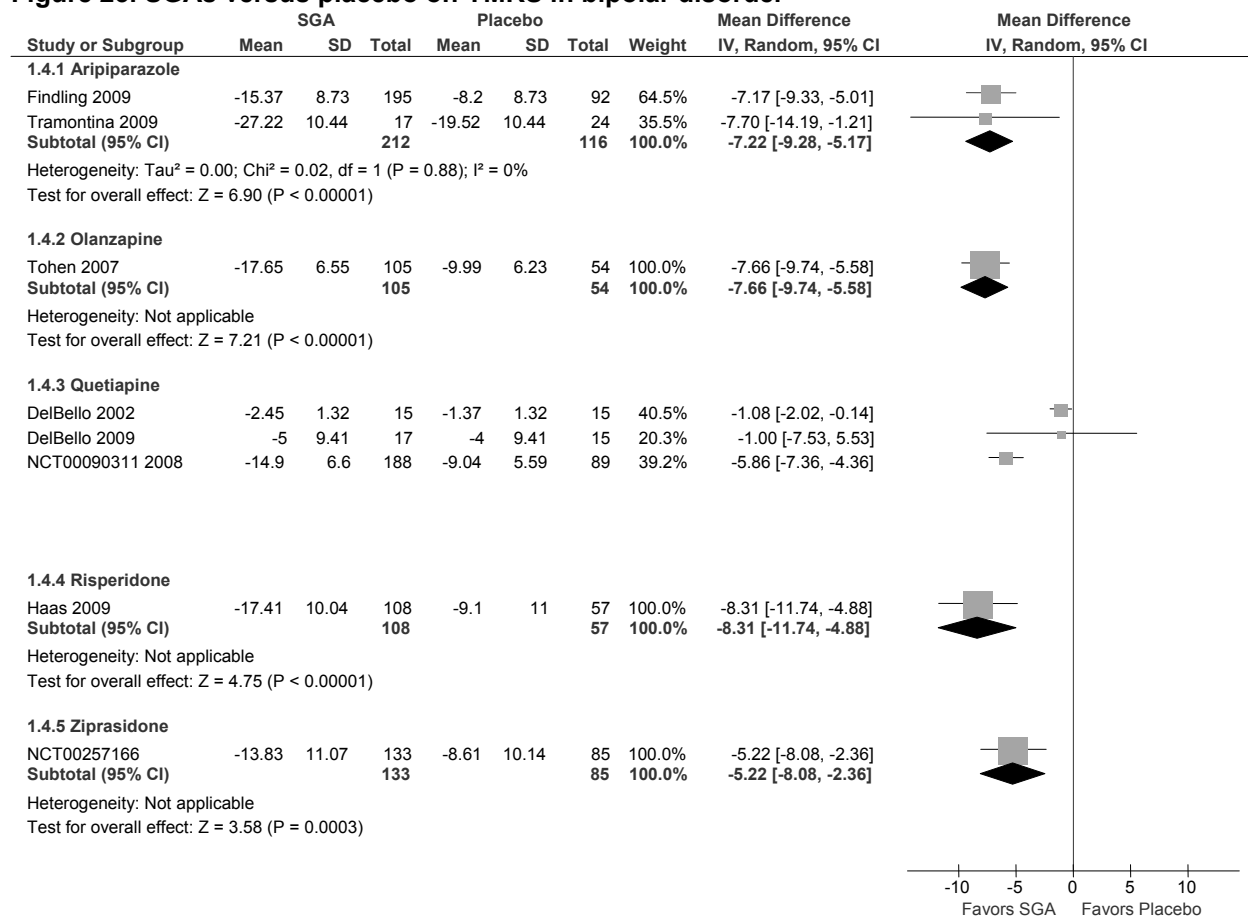 SGA Placebo Mean Difference Mean Difference
Study or Subgroup Mean SD Total Mean SD Total Weight IV, Random, 95% CI IV, Random, 95% CI
1.4.1 Aripiparazole
Findling 2009 -15.37 8.73 195 -8.2 8.73 92 64.5% -7.17 [-9.33, -5.01]
Tramontina 2009 -27.22 10.44 17 -19.52 10.44 24 35.5% -7.70 [-14.19, -1.21]
Subtotal (95% CI) 212 116 100.0% -7.22 [-9.28, -5.17]
Heterogeneity: Tau² = 0.00; Chi² = 0.02, df = 1 (P = 0.88); I² = 0%
Test for overall effect: Z = 6.90 (P < 0.00001)
1.4.2 Olanzapine
Tohen 2007 -17.65 6.55 105 -9.99 6.23 54 100.0% -7.66 [-9.74, -5.58]
Subtotal (95% CI) 105 54 100.0% -7.66 [-9.74, -5.58]
Heterogeneity: Not applicable
Test for overall effect: Z = 7.21 (P < 0.00001)
1.4.3 Quetiapine
DelBello 2002 -2.45 1.32 15 -1.37 1.32 15 40.5% -1.08 [-2.02, -0.14]
DelBello 2009 -5 9.41 17 -4 9.41 15 20.3% -1.00 [-7.53, 5.53]
NCT00090311 2008 -14.9 6.6 188 -9.04 5.59 89 39.2% -5.86 [-7.36, -4.36]
1.4.4 Risperidone
Haas 2009 -17.41 10.04 108 -9.1 11 57 100.0% -8.31 [-11.74, -4.88]
Subtotal (95% CI) 108 57 100.0% -8.31 [-11.74, -4.88]
Heterogeneity: Not applicable
Test for overall effect: Z = 4.75 (P < 0.00001)
1.4.5 Ziprasidone
NCT00257166 -13.83 11.07 133 -8.61 10.14 85 100.0% -5.22 [-8.08, -2.36]
Subtotal (95% CI) 133 85 100.0% -5.22 [-8.08, -2.36]
Heterogeneity: Not applicable
Test for overall effect: Z = 3.58 (P = 0.0003)
-10 -5 0 5 10
Favors SGA Favors Placebo